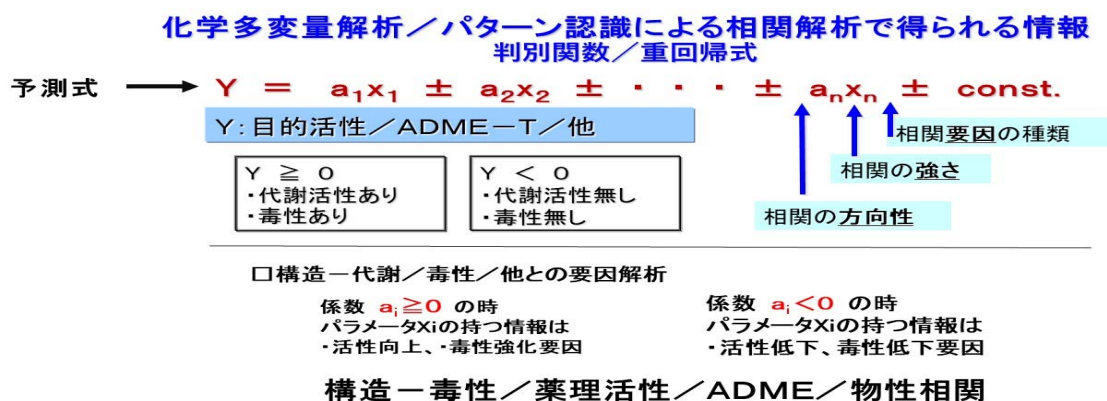 化学多変量解析／パターン認識による相関解析で得られる情報
判別関数／重回帰式
予測式 → Y ＝ a₁x₁ ± a₂x₂ ± ・ ・ ・ ± aₙxₙ ± const.
Y：目的活性／ADME－T／他
相関要因の種類
相関の強さ
相関の方向性
Y ≧ 0
・代謝活性あり
・毒性あり
Y < 0
・代謝活性無し
・毒性無し
□構造－代謝／毒性／他との要因解析
係数 aᵢ≧0 の時
パラメータXiの持つ情報は
・活性向上、・毒性強化要因
係数 aᵢ<0 の時
パラメータXiの持つ情報は
・活性低下、毒性低下要因
構造－毒性／薬理活性／ADME／物性相関